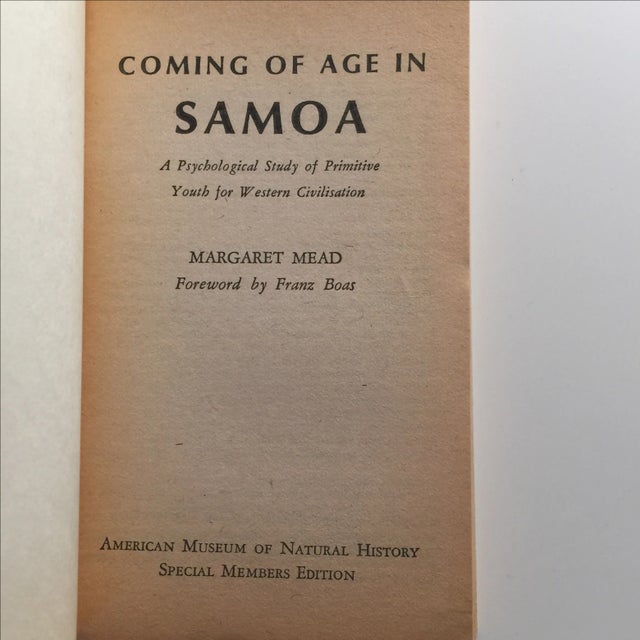 COMING OF AGE IN
SAMOA
A Psychological Study of Primitive
Youth for Western Civilisation
MARGARET MEAD
Foreword by Franz Boas
AMERICAN MUSEUM OF NATURAL HISTORY
SPECIAL MEMBERS EDITION